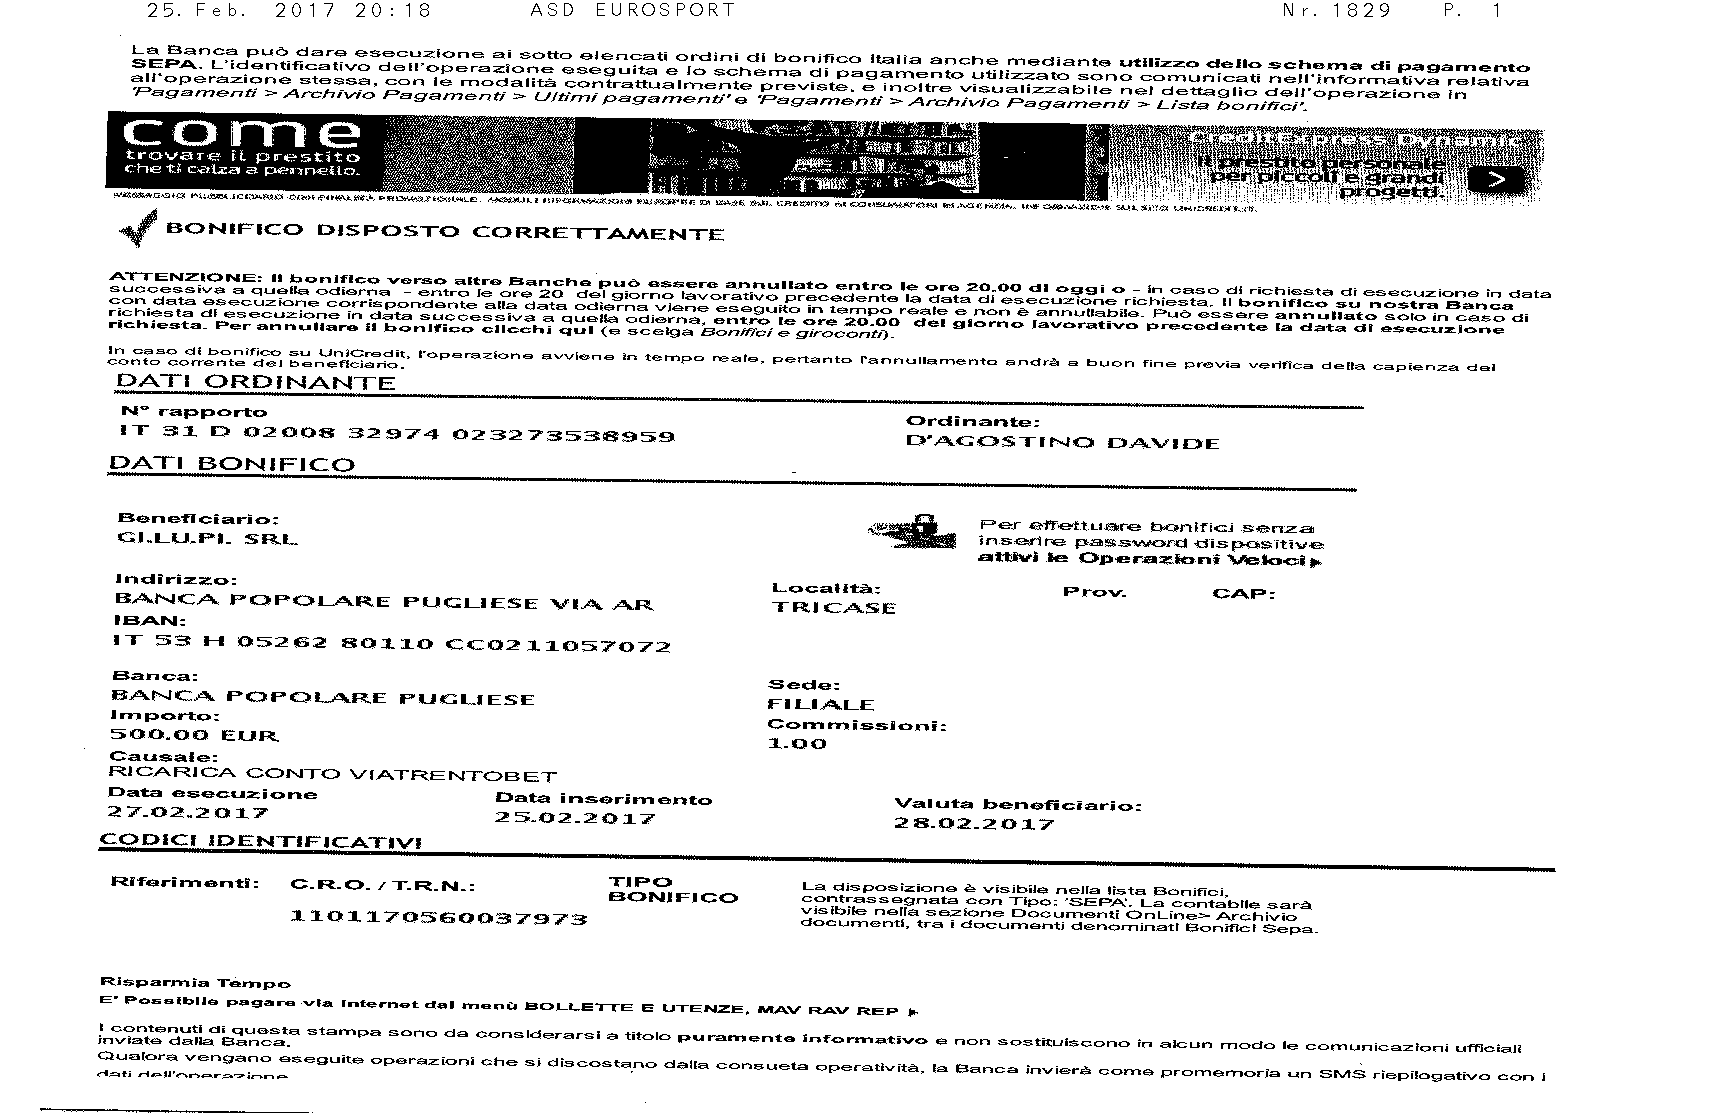 25. Feb. 2017 20:18 ASD EUROSPORT Nr. 1829 P. 1
La Banca può dare esecuzione ai sotto elencati ordini di bonifico Italia anche mediante utilizzo dello schema di pagamento
SEPA. L'identificativo dell'operazione eseguita e lo schema di pagamento utilizzato sono comunicati nell'informativa relativa
all'operazione stessa, con le modalità contrattualmente previste, e inoltre visualizzabile nel dettaglio dell'operazione in
'Pagamenti > Archivio Pagamenti > Ultimi pagamenti' e 'Pagamenti > Archivio Pagamenti > Lista bonifici'.
come
trovare il prestito
che ti calza a pennello.
Dynamic
il prestito personale
per piccoli e grandi
progetti.
>
BONIFICO DISPOSTO CORRETTAMENTE
ATTENZIONE: Il bonifico verso altre Banche può essere annullato entro le ore 20.00 di oggi o - in caso di richiesta di esecuzione in data
successiva a quella odierna - entro le ore 20 del giorno lavorativo precedente la data di esecuzione richiesta. Il bonifico su nostra Banca
con data esecuzione corrispondente alla data odierna viene eseguito in tempo reale e non è annullabile. Può essere annullato solo in caso di
richiesta di esecuzione in data successiva a quella odierna, entro le ore 20.00 del giorno lavorativo precedente la data di esecuzione
richiesta. Per annullare il bonifico clicchi qui (e scelga Bonifici e giroconti).
In caso di bonifico su UniCredit, l'operazione avviene in tempo reale, pertanto l'annullamento andrà a buon fine previa verifica della capienza del
conto corrente del beneficiario.
DATI ORDINANTE
N° rapporto
IT 31 D 02008 32974 023273538959
Ordinante:
D'AGOSTINO DAVIDE
DATI BONIFICO
Beneficiario:
GI.LU.PI. SRL
Per effettuare bonifici senza
inserire password dispositive
attivi le Operazioni Veloci
Indirizzo:
BANCA POPOLARE PUGLIESE VIA AR
Località:
TRICASE
Prov.
CAP:
IBAN:
IT 53 H 05262 80110 CC0211057072
Banca:
BANCA POPOLARE PUGLIESE
Sede:
FILIALE
Importo:
500.00 EUR
Commissioni:
1.00
Causale:
RICARICA CONTO VIATRENTOBET
Data esecuzione
27.02.2017
Data inserimento
25.02.2017
Valuta beneficiario:
28.02.2017
CODICI IDENTIFICATIVI
Riferimenti:
C.R.O. / T.R.N.:
1101170560037973
TIPO
BONIFICO
La disposizione è visibile nella lista Bonifici,
contrassegnata con Tipo: 'SEPA'. La contabile sarà
visibile nella sezione Documenti OnLine> Archivio
documenti, tra i documenti denominati Bonifici Sepa.
Risparmia Tempo
E' Possibile pagare via Internet dal menù BOLLETTE E UTENZE, MAV RAV REP
I contenuti di questa stampa sono da considerarsi a titolo puramente informativo e non sostituiscono in alcun modo le comunicazioni ufficiali
inviate dalla Banca.
Qualora vengano eseguite operazioni che si discostano dalla consueta operatività, la Banca invierà come promemoria un SMS riepilogativo con i
dati dell'operazione